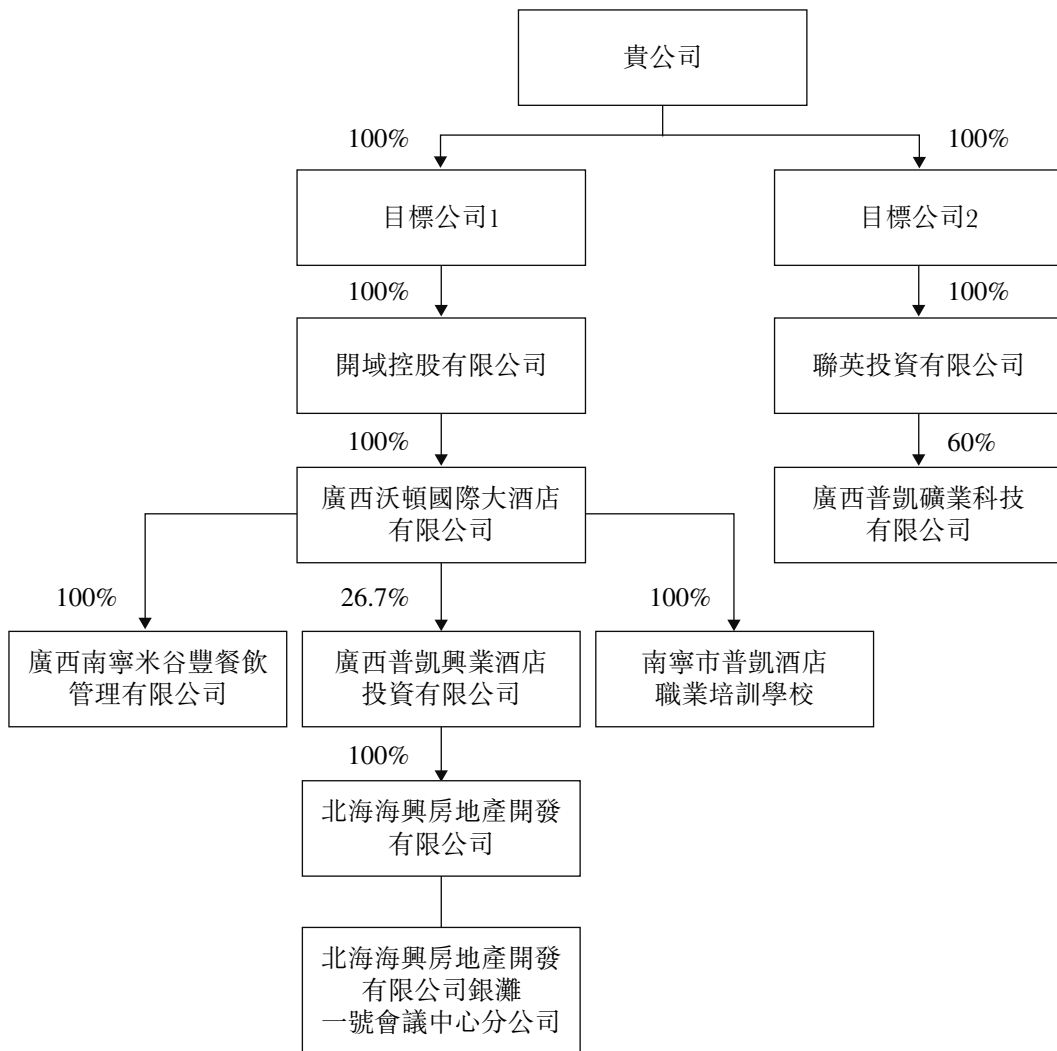 貴公司
100%
100%
目標公司1
目標公司2
100%
100%
開域控股有限公司
聯英投資有限公司
100%
60%
廣西沃頓國際大酒店
有限公司
廣西普凱礦業科技
有限公司
100%
26.7%
100%
廣西南寧米谷豐餐飲
管理有限公司
廣西普凱興業酒店
投資有限公司
南寧市普凱酒店
職業培訓學校
100%
北海海興房地產開發
有限公司
北海海興房地產開發
有限公司銀灘
一號會議中心分公司